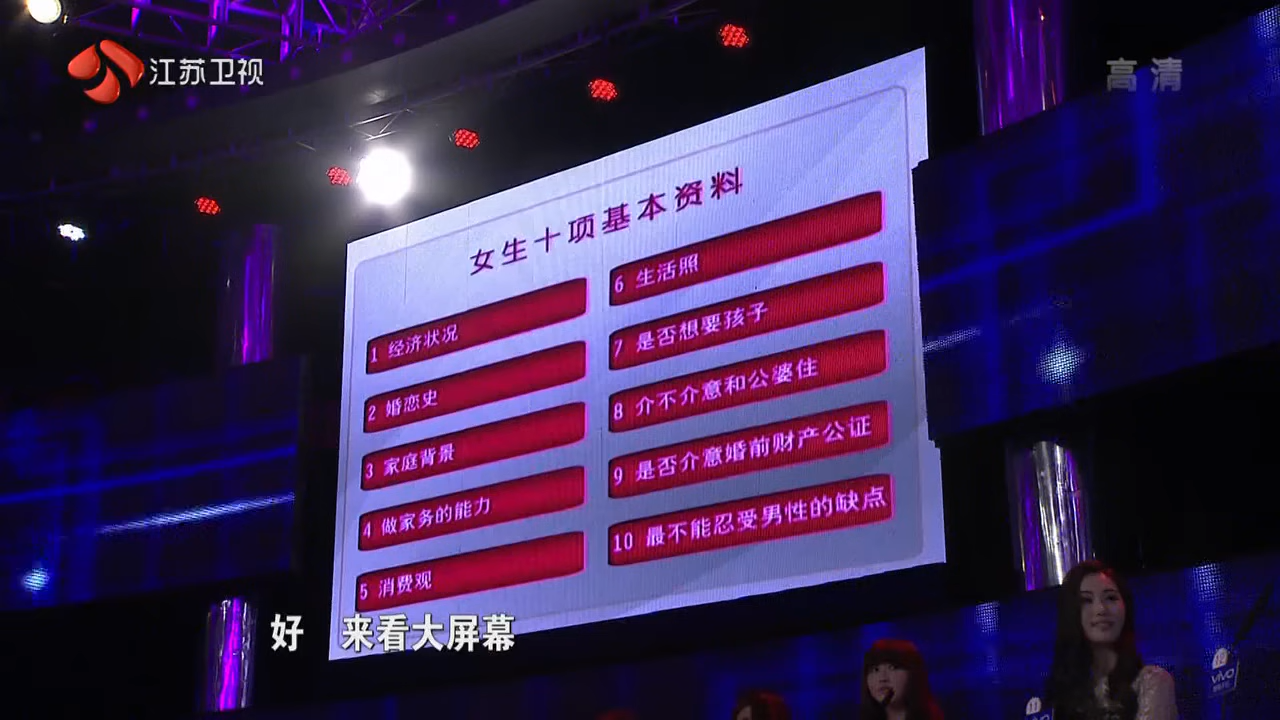 江苏卫视
高清
女生十项基本资料
1 经济状况
2 婚恋史
3 家庭背景
4 做家务的能力
5 消费观
6 生活照
7 是否想要孩子
8 介不介意和公婆住
9 是否介意婚前财产公证
10 最不能忍受男性的缺点
好 来看大屏幕
11
12
vivo